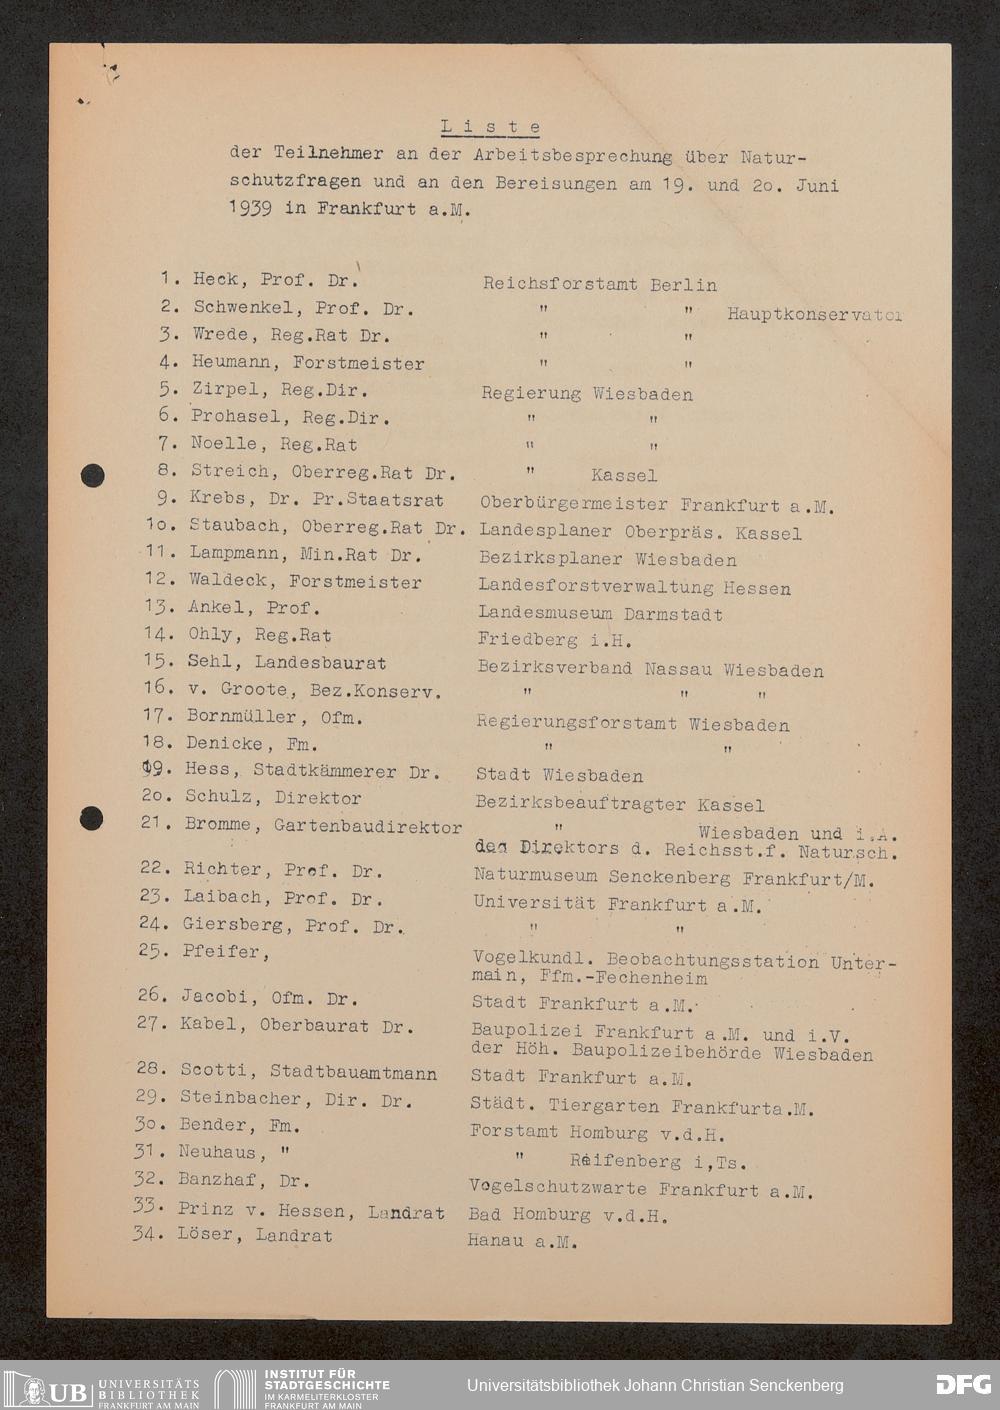 L i s t e
der Teilnehmer an der Arbeitsbesprechung über Natur-
schutzfragen und an den Bereisungen am 19. und 2o. Juni
1939 in Frankfurt a.M.
1. Heck, Prof. Dr. Reichsforstamt Berlin
2. Schwenkel, Prof. Dr. " " Hauptkonservator
3. Wrede, Reg.Rat Dr. " "
4. Heumann, Forstmeister " "
5. Zirpel, Reg.Dir. Regierung Wiesbaden
6. Prohasel, Reg.Dir. " "
7. Noelle, Reg.Rat " "
8. Streich, Oberreg.Rat Dr. " Kassel
9. Krebs, Dr. Pr.Staatsrat Oberbürgermeister Frankfurt a.M.
1o. Staubach, Oberreg.Rat Dr. Landesplaner Oberpräs. Kassel
11. Lampmann, Min.Rat Dr. Bezirksplaner Wiesbaden
12. Waldeck, Forstmeister Landesforstverwaltung Hessen
13. Ankel, Prof. Landesmuseum Darmstadt
14. Ohly, Reg.Rat Friedberg i.H.
15. Sehl, Landesbaurat Bezirksverband Nassau Wiesbaden
16. v. Groote, Bez.Konserv. " " "
17. Bornmüller, Ofm. Regierungsforstamt Wiesbaden
18. Denicke, Fm. " "
19. Hess, Stadtkämmerer Dr. Stadt Wiesbaden
2o. Schulz, Direktor Bezirksbeauftragter Kassel
21. Bromme, Gartenbaudirektor " Wiesbaden und i.A.
des Direktors d. Reichsst.f. Natursch.
22. Richter, Prof. Dr. Naturmuseum Senckenberg Frankfurt/M.
23. Laibach, Prof. Dr. Universität Frankfurt a.M.
24. Giersberg, Prof. Dr. " "
25. Pfeifer, Vogelkundl. Beobachtungsstation Unter-
main, Ffm.-Fechenheim
26. Jacobi, Ofm. Dr. Stadt Frankfurt a.M.
27. Kabel, Oberbaurat Dr. Baupolizei Frankfurt a.M. und i.V.
der Höh. Baupolizeibehörde Wiesbaden
28. Scotti, Stadtbauamtmann Stadt Frankfurt a.M.
29. Steinbacher, Dir. Dr. Städt. Tiergarten Frankfurta.M.
3o. Bender, Fm. Forstamt Homburg v.d.H.
31. Neuhaus, " " Reifenberg i,Ts.
32. Banzhaf, Dr. Vogelschutzwarte Frankfurt a.M.
33. Prinz v. Hessen, Landrat Bad Homburg v.d.H.
34. Löser, Landrat Hanau a.M.
UB UNIVERSITÄTS
BIBLIOTHEK
FRANKFURT AM MAIN
INSTITUT FÜR
STADTGESCHICHTE
IM KARMELITERKLOSTER
FRANKFURT AM MAIN
Universitätsbibliothek Johann Christian Senckenberg
DFG